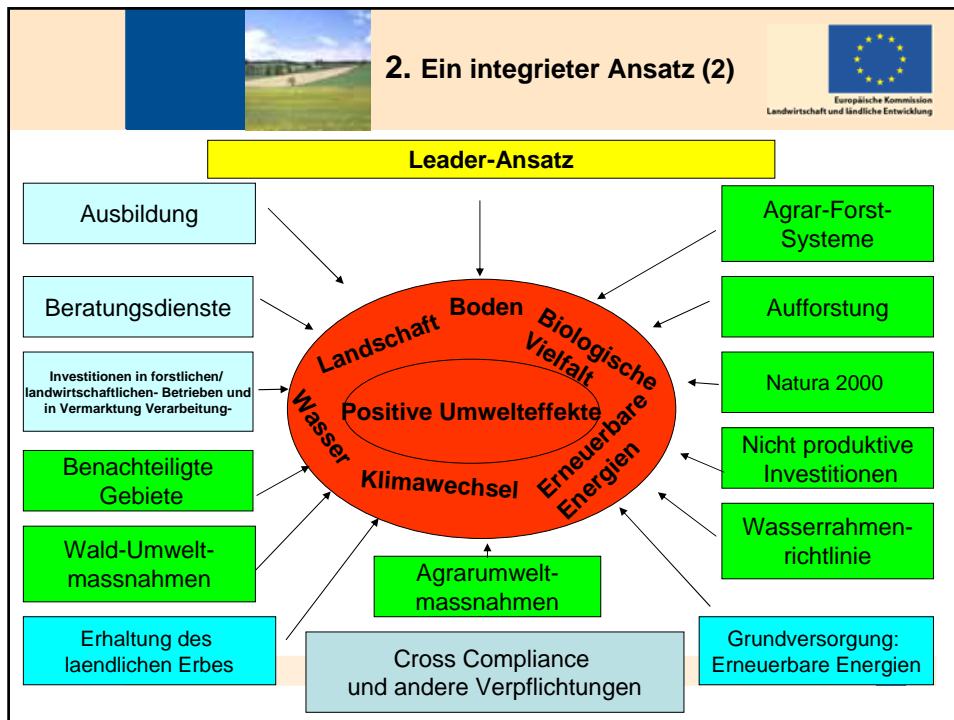 2. Ein integrieter Ansatz (2)
Europäische Kommission
Landwirtschaft und ländliche Entwicklung
Leader-Ansatz
Ausbildung
Beratungsdienste
Investitionen in forstlichen/
landwirtschaftlichen- Betrieben und
in Vermarktung Verarbeitung-
Benachteiligte
Gebiete
Wald-Umwelt-
massnahmen
Erhaltung des
laendlichen Erbes
Landschaft
Boden
Biologische
Vielfalt
Wasser
Positive Umwelteffekte
Klimawechsel
Erneuerbare
Energien
Agrarumwelt-
massnahmen
Cross Compliance
und andere Verpflichtungen
Agrar-Forst-
Systeme
Aufforstung
Natura 2000
Nicht produktive
Investitionen
Wasserrahmen-
richtlinie
Grundversorgung:
Erneuerbare Energien